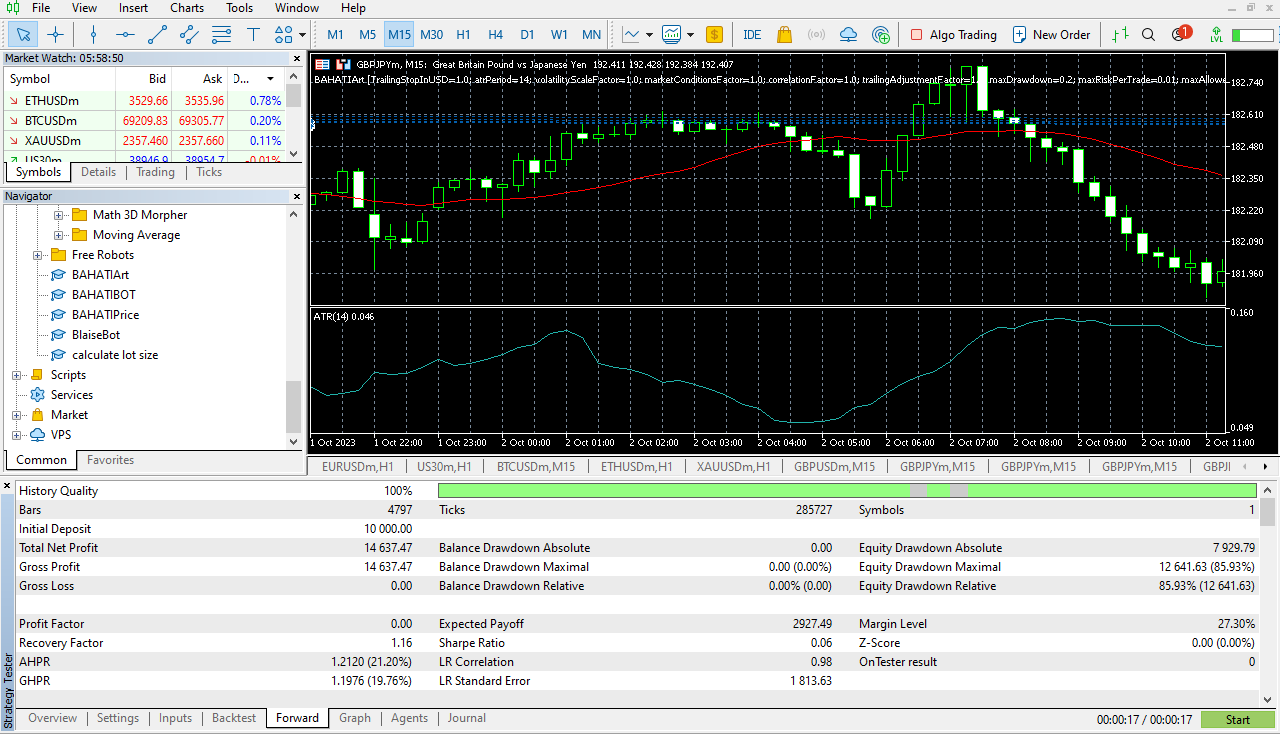 File View Insert Charts Tools Window Help
M1 M5 M15 M30 H1 H4 D1 W1 MN $ IDE Algo Trading New Order 1 LVL
Market Watch: 05:58:50
Symbol Bid Ask D...
ETHUSDm 3529.66 3535.96 0.78%
BTCUSDm 69209.83 69305.77 0.20%
XAUUSDm 2357.460 2357.660 0.11%
US30m 38946.9 38954.7 -0.01%
Symbols Details Trading Ticks
Navigator
Math 3D Morpher
Moving Average
Free Robots
BAHATIArt
BAHATIBOT
BAHATIPrice
BlaiseBot
calculate lot size
Scripts
Services
Market
VPS
Common Favorites
GBPJPYm, M15: Great Britain Pound vs Japanese Yen 192.411 192.428 192.384 192.407
BAHATIArt [TrailingStopInUSD=1.0; atrPeriod=14; volatilityScaleFactor=1.0; marketConditionsFactor=1.0; correlationFactor=1.0; trailingAdjustmentFactor=1. maxDrawdown=0.2; maxRiskPerTrade=0.01; maxAllowe
182.740
182.610
182.480
182.350
182.220
182.090
181.960
ATR(14) 0.046
0.160
0.049
1 Oct 2023 1 Oct 22:00 1 Oct 23:00 2 Oct 00:00 2 Oct 01:00 2 Oct 02:00 2 Oct 03:00 2 Oct 04:00 2 Oct 05:00 2 Oct 06:00 2 Oct 07:00 2 Oct 08:00 2 Oct 09:00 2 Oct 10:00 2 Oct 11:00
EURUSDm,H1 US30m,H1 BTCUSDm,M15 ETHUSDm,H1 XAUUSDm,H1 GBPUSDm,M15 GBPJPYm,M15 GBPJPYm,M15 GBPJPYm,M15 GBPJI
History Quality 100%
Bars 4797 Ticks 285727 Symbols 1
Initial Deposit 10 000.00
Total Net Profit 14 637.47 Balance Drawdown Absolute 0.00 Equity Drawdown Absolute 7 929.79
Gross Profit 14 637.47 Balance Drawdown Maximal 0.00 (0.00%) Equity Drawdown Maximal 12 641.63 (85.93%)
Gross Loss 0.00 Balance Drawdown Relative 0.00% (0.00) Equity Drawdown Relative 85.93% (12 641.63)
Profit Factor 0.00 Expected Payoff 2927.49 Margin Level 27.30%
Recovery Factor 1.16 Sharpe Ratio 0.06 Z-Score 0.00 (0.00%)
AHPR 1.2120 (21.20%) LR Correlation 0.98 OnTester result 0
GHPR 1.1976 (19.76%) LR Standard Error 1 813.63
Strategy Tester
Overview Settings Inputs Backtest Forward Graph Agents Journal 00:00:17 / 00:00:17 Start